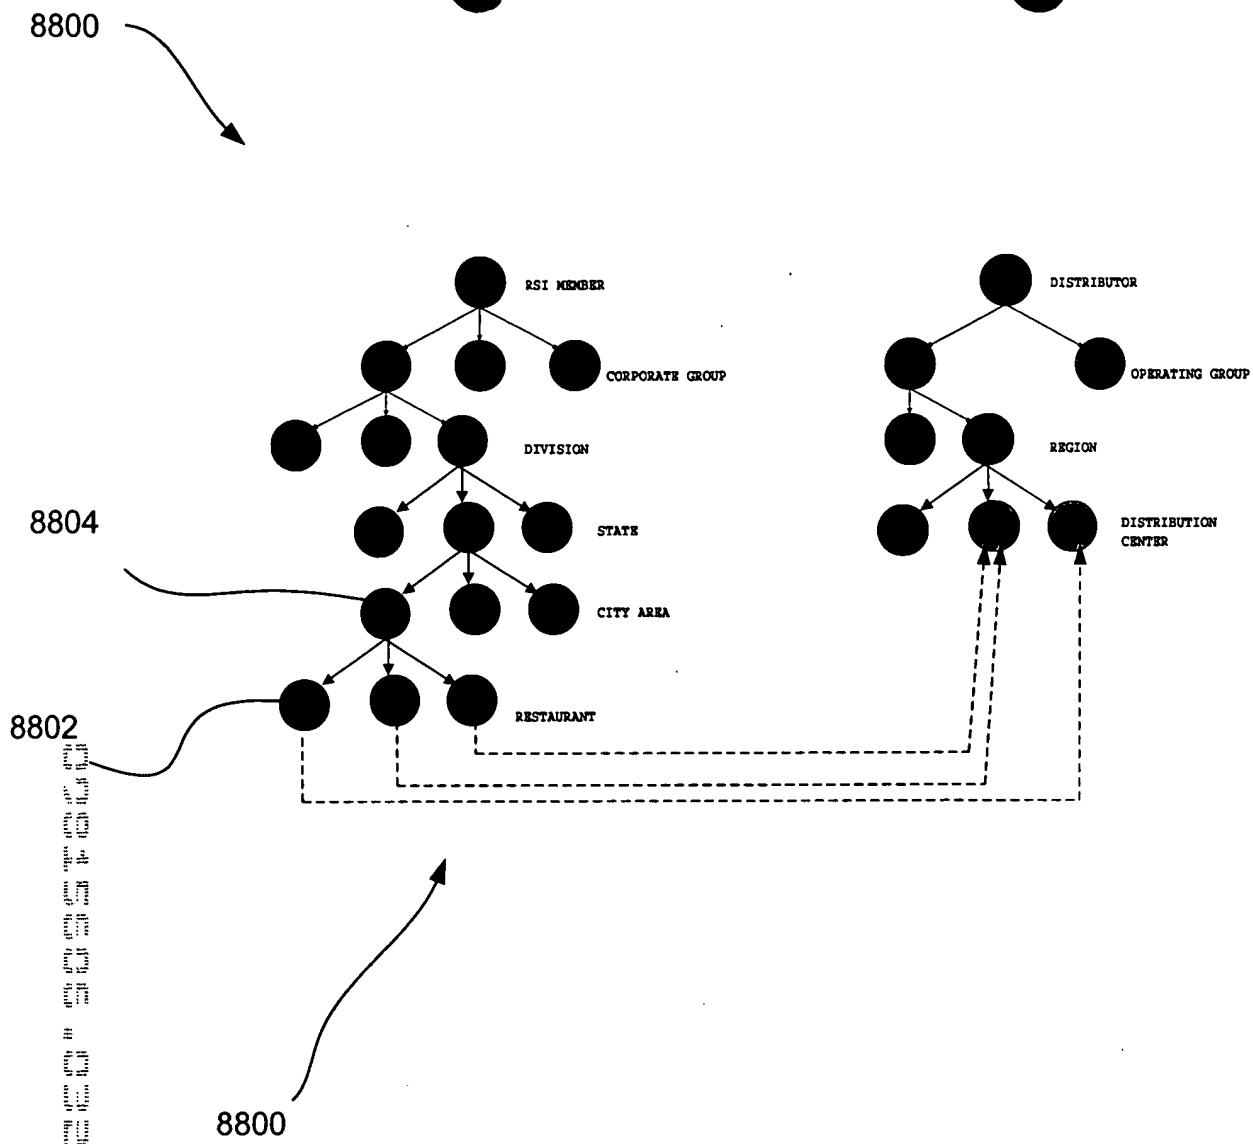 8800
RSI MEMBER
DISTRIBUTOR
CORPORATE GROUP
OPERATING GROUP
DIVISION
REGION
8804
STATE
DISTRIBUTION
CENTER
CITY AREA
8802
RESTAURANT
8800